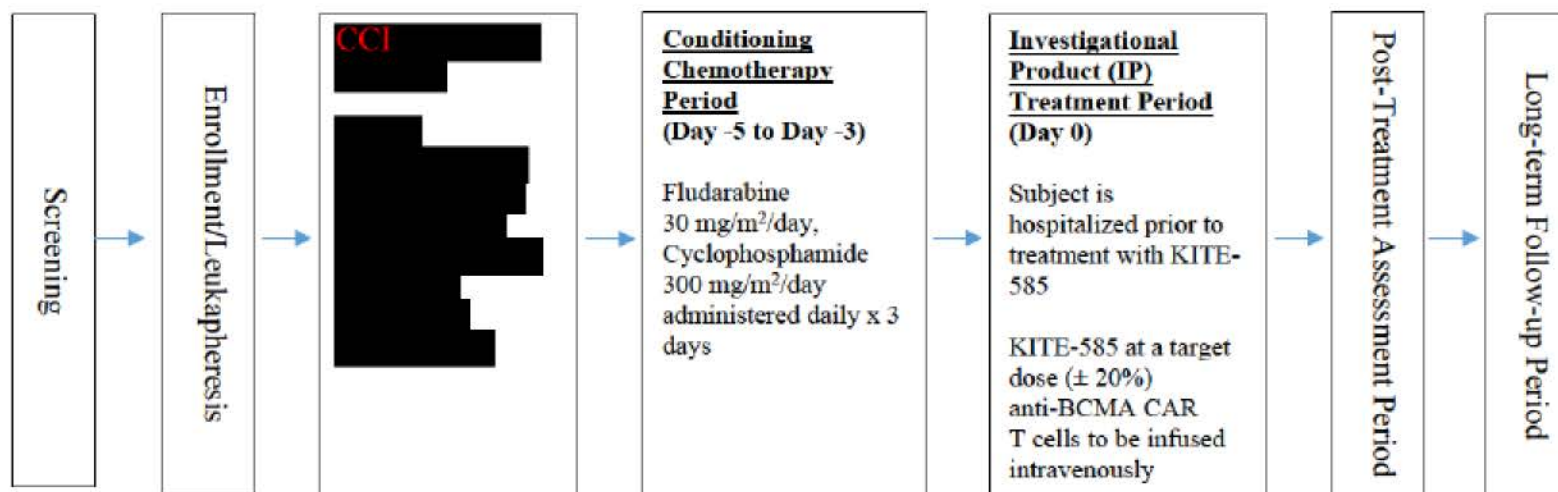 Screening
Enrollment/Leukapheresis
CCI
Conditioning
Chemotherapy
Period
(Day -5 to Day -3)
Fludarabine
30 mg/m²/day,
Cyclophosphamide
300 mg/m²/day
administered daily x 3
days
Investigational
Product (IP)
Treatment Period
(Day 0)
Subject is
hospitalized prior to
treatment with KITE-
585
KITE-585 at a target
dose (± 20%)
anti-BCMA CAR
T cells to be infused
intravenously
Post-Treatment Assessment Period
Long-term Follow-up Period